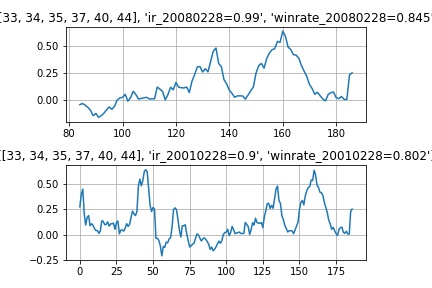 [33, 34, 35, 37, 40, 44], 'ir_20080228=0.99', 'winrate_20080228=0.845'
0.50
0.25
0.00
80 100 120 140 160 180
[[33, 34, 35, 37, 40, 44], 'ir_20010228=0.9', 'winrate_20010228=0.802']
0.50
0.25
0.00
−0.25
0 25 50 75 100 125 150 175